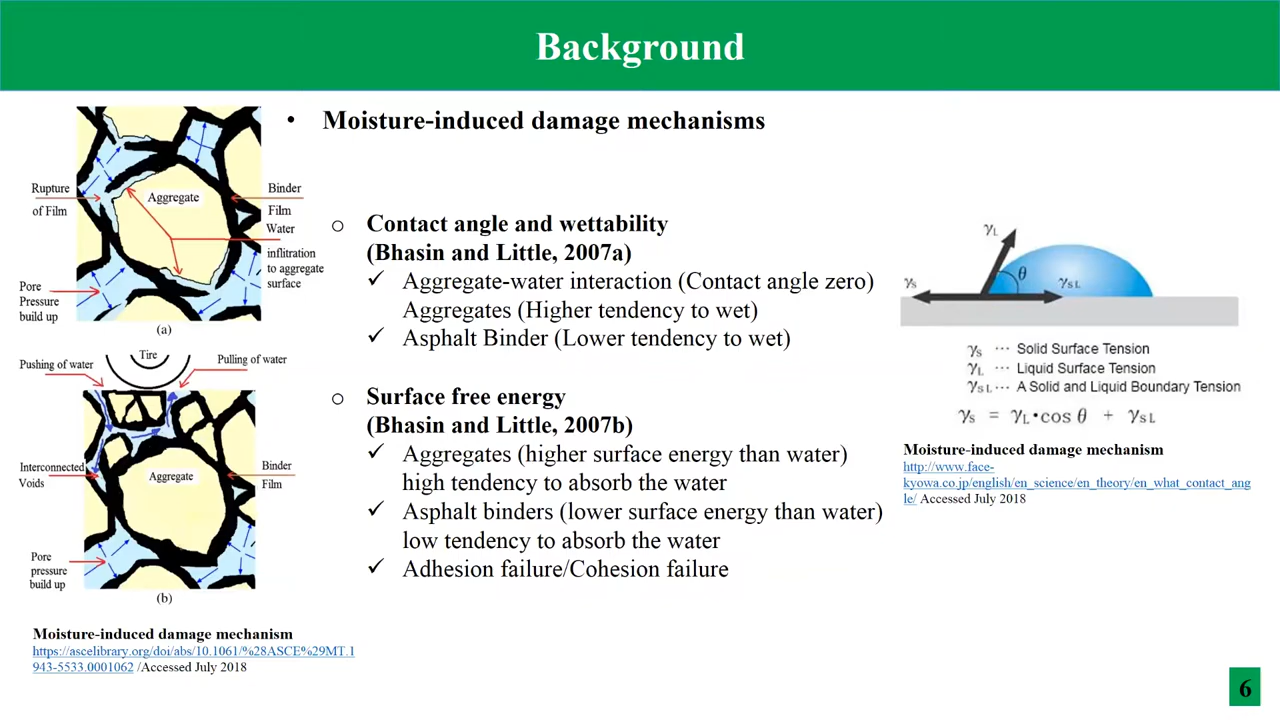 Background
• Moisture-induced damage mechanisms
Rupture
of Film
Aggregate
Binder
Film
Water
inflitration
to aggregate
surface
Pore
Pressure
build up
(a)
Tire
Pushing of water
Pulling of water
Interconnected
Voids
Aggregate
Binder
Film
Pore
pressure
build up
(b)
Moisture-induced damage mechanism
https://ascelibrary.org/doi/abs/10.1061/%28ASCE%29MT.1
943-5533.0001062 /Accessed July 2018
o Contact angle and wettability
(Bhasin and Little, 2007a)
✓ Aggregate-water interaction (Contact angle zero)
Aggregates (Higher tendency to wet)
✓ Asphalt Binder (Lower tendency to wet)
o Surface free energy
(Bhasin and Little, 2007b)
✓ Aggregates (higher surface energy than water)
high tendency to absorb the water
✓ Asphalt binders (lower surface energy than water)
low tendency to absorb the water
✓ Adhesion failure/Cohesion failure
γL
γS
θ
γSL
γS ··· Solid Surface Tension
γL ··· Liquid Surface Tension
γSL ··· A Solid and Liquid Boundary Tension
γS = γL•cos θ + γSL
Moisture-induced damage mechanism
http://www.face-
kyowa.co.jp/english/en_science/en_theory/en_what_contact_ang
le/ Accessed July 2018
6